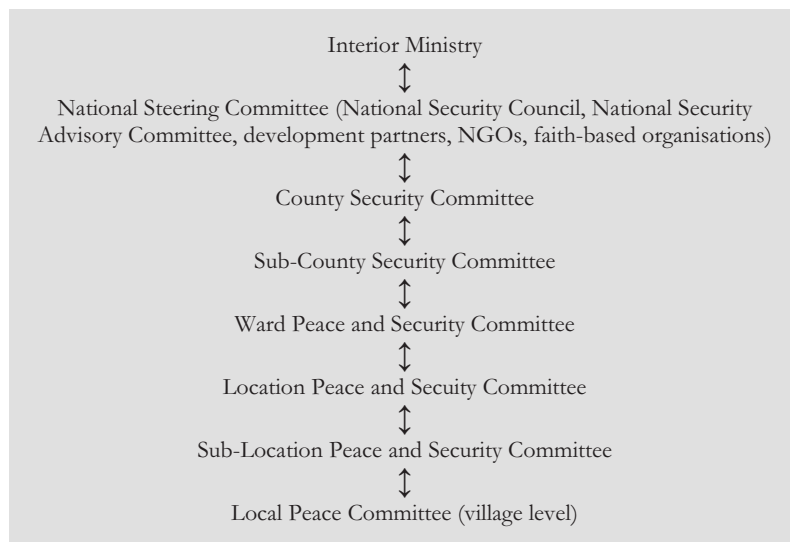 Interior Ministry
National Steering Committee (National Security Council, National Security
Advisory Committee, development partners, NGOs, faith-based organisations)
County Security Committee
Sub-County Security Committee
Ward Peace and Security Committee
Location Peace and Secuity Committee
Sub-Location Peace and Security Committee
Local Peace Committee (village level)